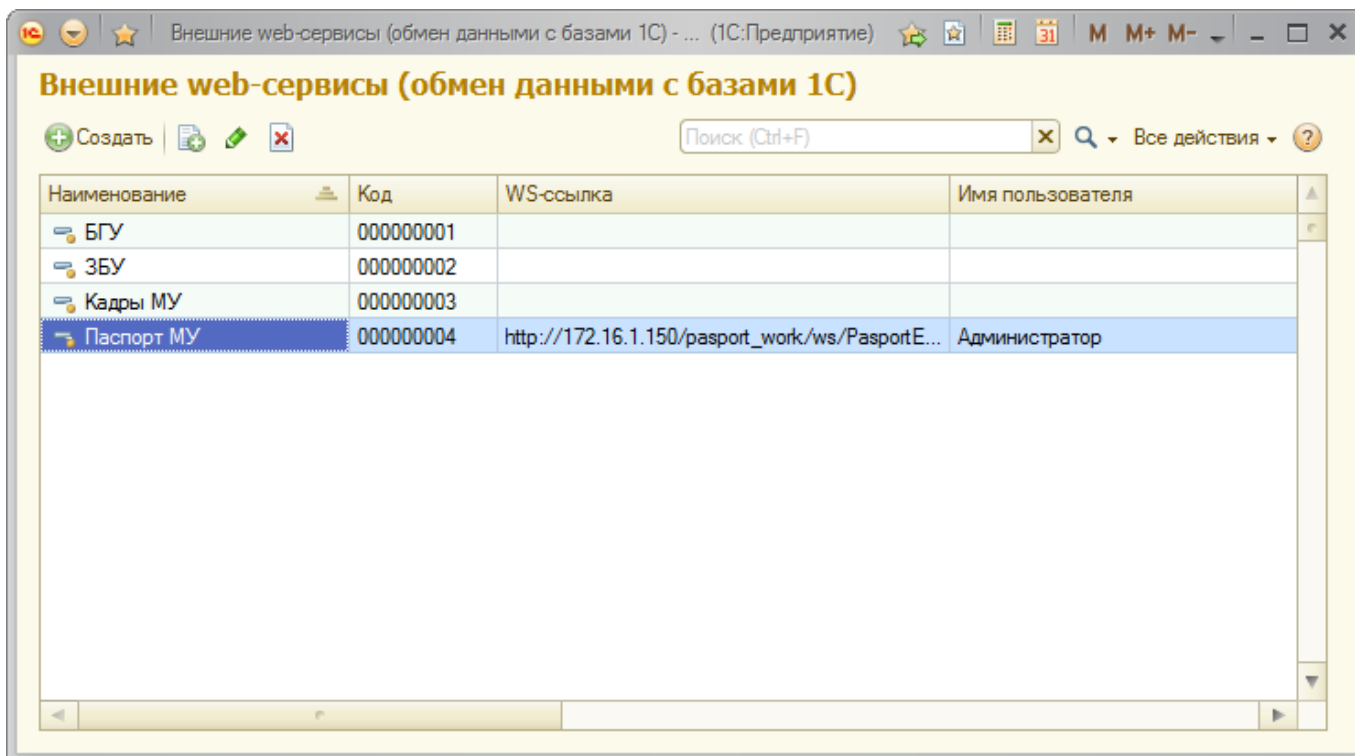 Внешние web-сервисы (обмен данными с базами 1С) - ... (1С:Предприятие) 31 M M+ M-
Внешние web-сервисы (обмен данными с базами 1С)
Создать Поиск (Ctrl+F) Все действия ?
Наименование Код WS-ссылка Имя пользователя
БГУ 000000001
ЗБУ 000000002
Кадры МУ 000000003
Паспорт МУ 000000004 http://172.16.1.150/pasport_work/ws/PasportE... Администратор